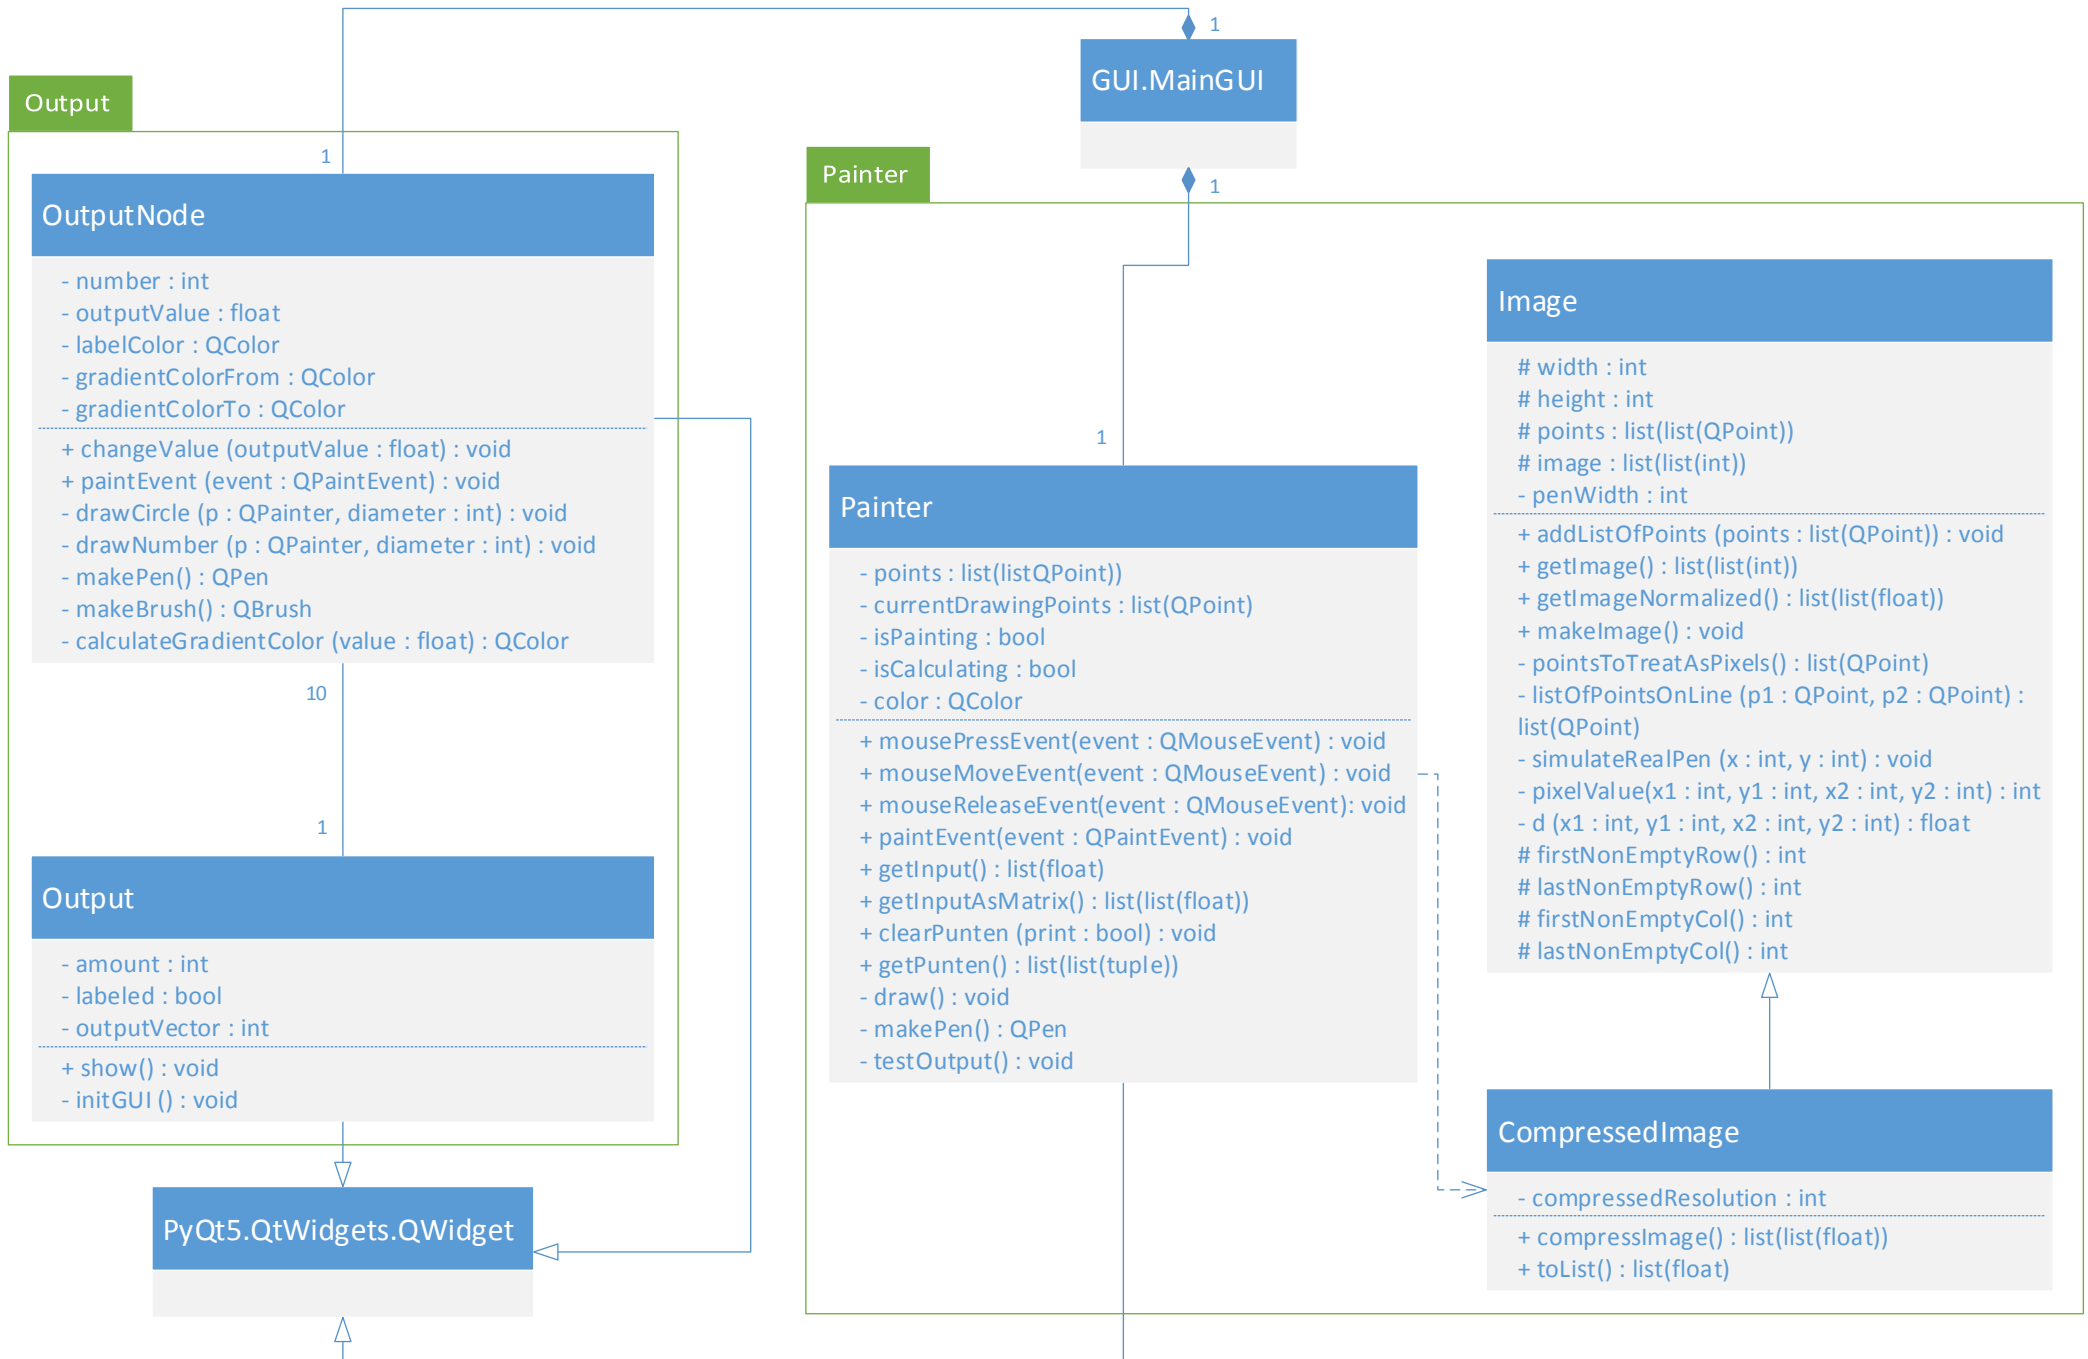 1
GUI.MainGUI
1
Output
1
OutputNode
- number : int
- outputValue : float
- labelColor : QColor
- gradientColorFrom : QColor
- gradientColorTo : QColor
+ changeValue (outputValue : float) : void
+ paintEvent (event : QPaintEvent) : void
- drawCircle (p : QPainter, diameter : int) : void
- drawNumber (p : QPainter, diameter : int) : void
- makePen() : QPen
- makeBrush() : QBrush
- calculateGradientColor (value : float) : QColor
10
1
Output
- amount : int
- labeled : bool
- outputVector : int
+ show() : void
- initGUI () : void
PyQt5.QtWidgets.QWidget
Painter
1
Painter
- points : list(listQPoint))
- currentDrawingPoints : list(QPoint)
- isPainting : bool
- isCalculating : bool
- color : QColor
+ mousePressEvent(event : QMouseEvent) : void
+ mouseMoveEvent(event : QMouseEvent) : void
+ mouseReleaseEvent(event : QMouseEvent): void
+ paintEvent(event : QPaintEvent) : void
+ getInput() : list(float)
+ getInputAsMatrix() : list(list(float))
+ clearPunten (print : bool) : void
+ getPunten() : list(list(tuple))
- draw() : void
- makePen() : QPen
- testOutput() : void
Image
# width : int
# height : int
# points : list(list(QPoint))
# image : list(list(int))
- penWidth : int
+ addListOfPoints (points : list(QPoint)) : void
+ getImage() : list(list(int))
+ getImageNormalized() : list(list(float))
+ makeImage() : void
- pointsToTreatAsPixels() : list(QPoint)
- listOfPointsOnLine (p1 : QPoint, p2 : QPoint) :
list(QPoint)
- simulateRealPen (x : int, y : int) : void
- pixelValue(x1 : int, y1 : int, x2 : int, y2 : int) : int
- d (x1 : int, y1 : int, x2 : int, y2 : int) : float
# firstNonEmptyRow() : int
# lastNonEmptyRow() : int
# firstNonEmptyCol() : int
# lastNonEmptyCol() : int
CompressedImage
- compressedResolution : int
+ compressImage() : list(list(float))
+ toList() : list(float)